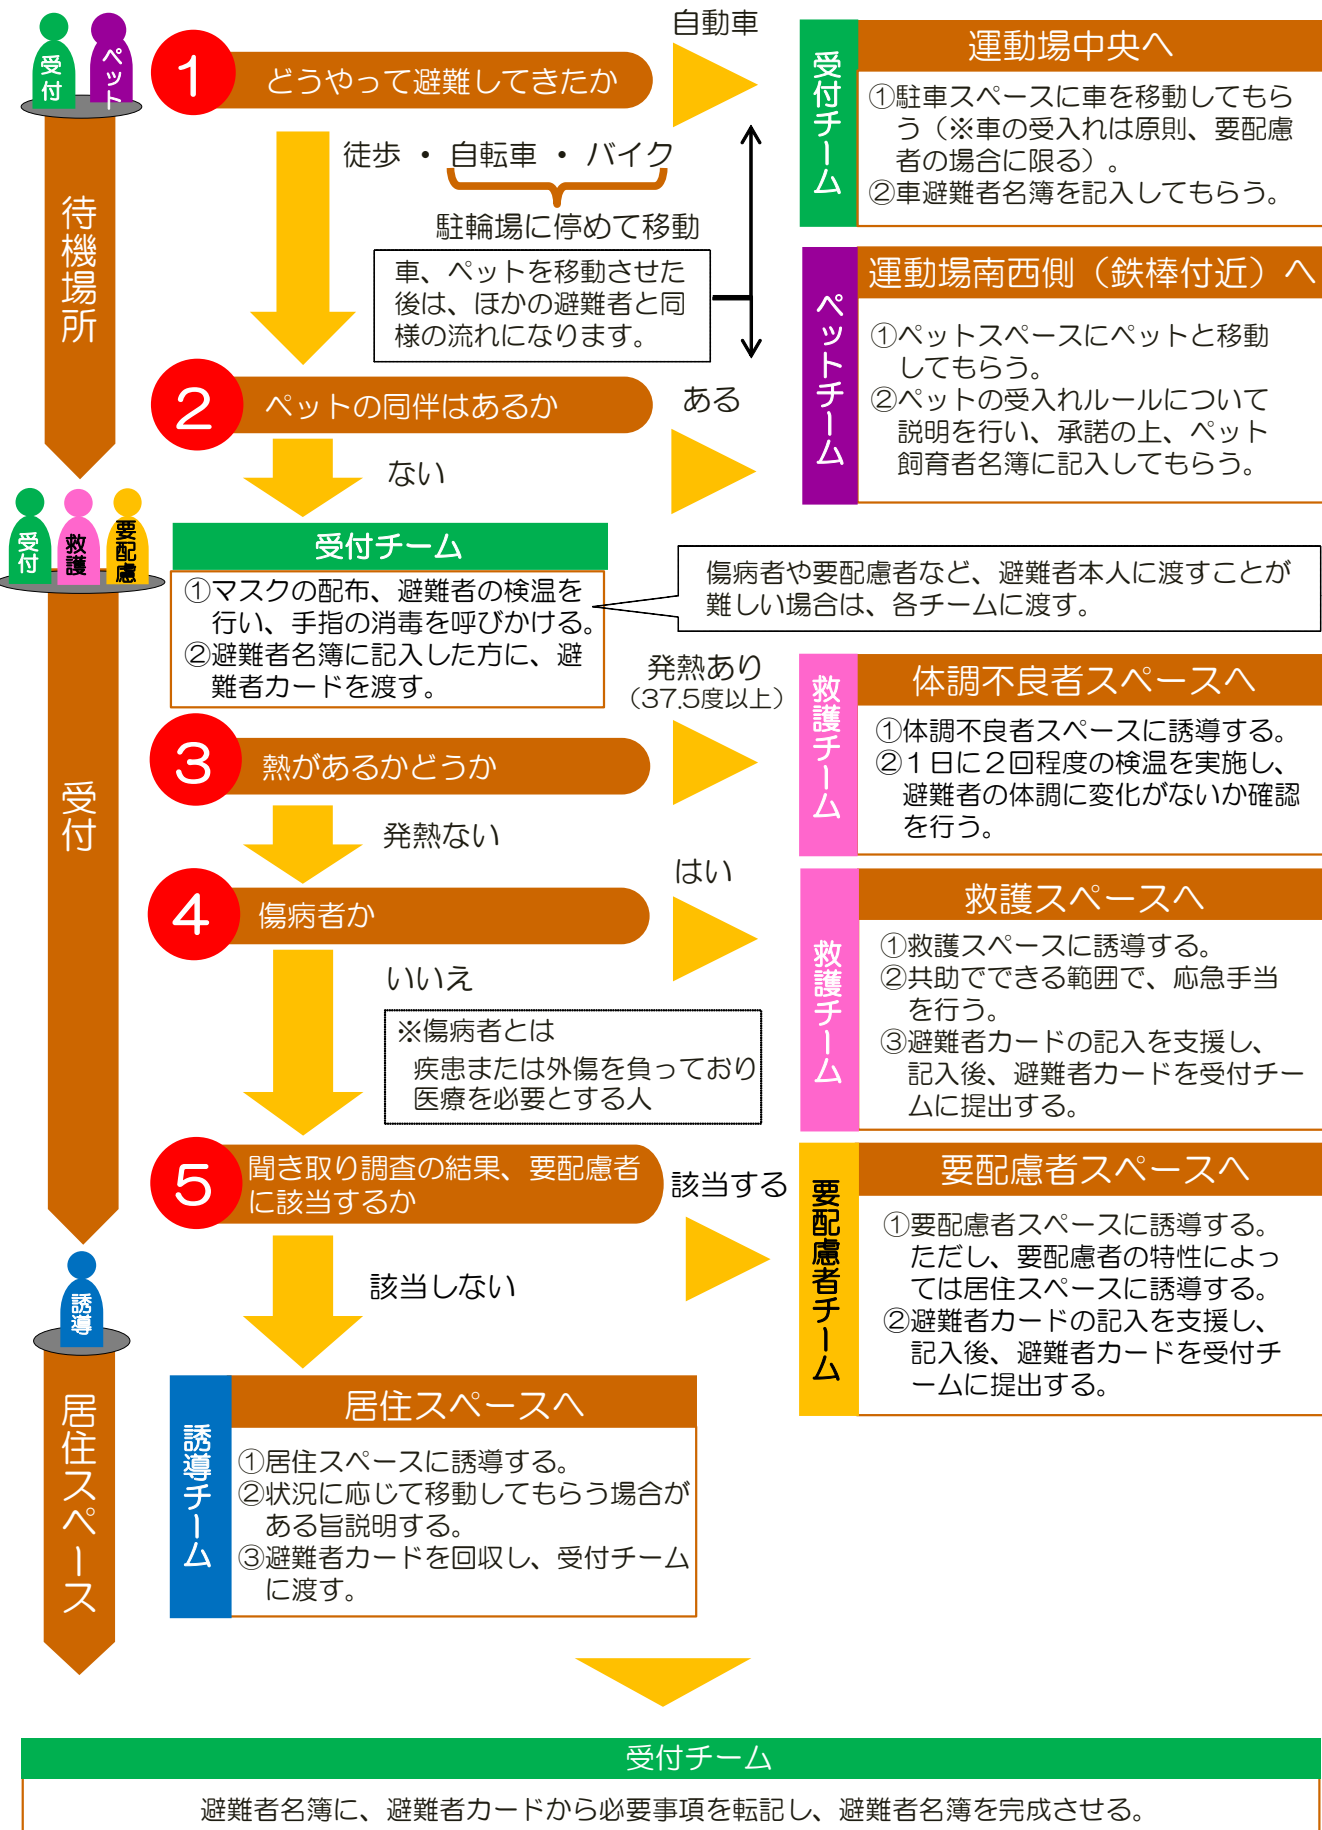 受付
ペット
待機場所
1
どうやって避難してきたか
自動車
徒歩 ・ 自転車 ・ バイク
駐輪場に停めて移動
車、ペットを移動させた
後は、ほかの避難者と同
様の流れになります。
受付チーム
運動場中央へ
①駐車スペースに車を移動してもら
う（※車の受入れは原則、要配慮
者の場合に限る）。
②車避難者名簿を記入してもらう。
2
ペットの同伴はあるか
ある
ない
ペットチーム
運動場南西側（鉄棒付近）へ
①ペットスペースにペットと移動
してもらう。
②ペットの受入れルールについて
説明を行い、承諾の上、ペット
飼育者名簿に記入してもらう。
受付
救護
要配慮
受付
受付チーム
①マスクの配布、避難者の検温を
行い、手指の消毒を呼びかける。
②避難者名簿に記入した方に、避
難者カードを渡す。
傷病者や要配慮者など、避難者本人に渡すことが
難しい場合は、各チームに渡す。
3
熱があるかどうか
発熱あり
（37.5度以上）
発熱ない
救護チーム
体調不良者スペースへ
①体調不良者スペースに誘導する。
②１日に２回程度の検温を実施し、
避難者の体調に変化がないか確認
を行う。
4
傷病者か
はい
いいえ
※傷病者とは
疾患または外傷を負っており
医療を必要とする人
救護チーム
救護スペースへ
①救護スペースに誘導する。
②共助でできる範囲で、応急手当
を行う。
③避難者カードの記入を支援し、
記入後、避難者カードを受付チー
ムに提出する。
5
聞き取り調査の結果、要配慮者
に該当するか
該当する
該当しない
要配慮者チーム
要配慮者スペースへ
①要配慮者スペースに誘導する。
ただし、要配慮者の特性によっ
ては居住スペースに誘導する。
②避難者カードの記入を支援し、
記入後、避難者カードを受付チ
ームに提出する。
誘導
居住スペース
誘導チーム
居住スペースへ
①居住スペースに誘導する。
②状況に応じて移動してもらう場合が
ある旨説明する。
③避難者カードを回収し、受付チーム
に渡す。
受付チーム
避難者名簿に、避難者カードから必要事項を転記し、避難者名簿を完成させる。